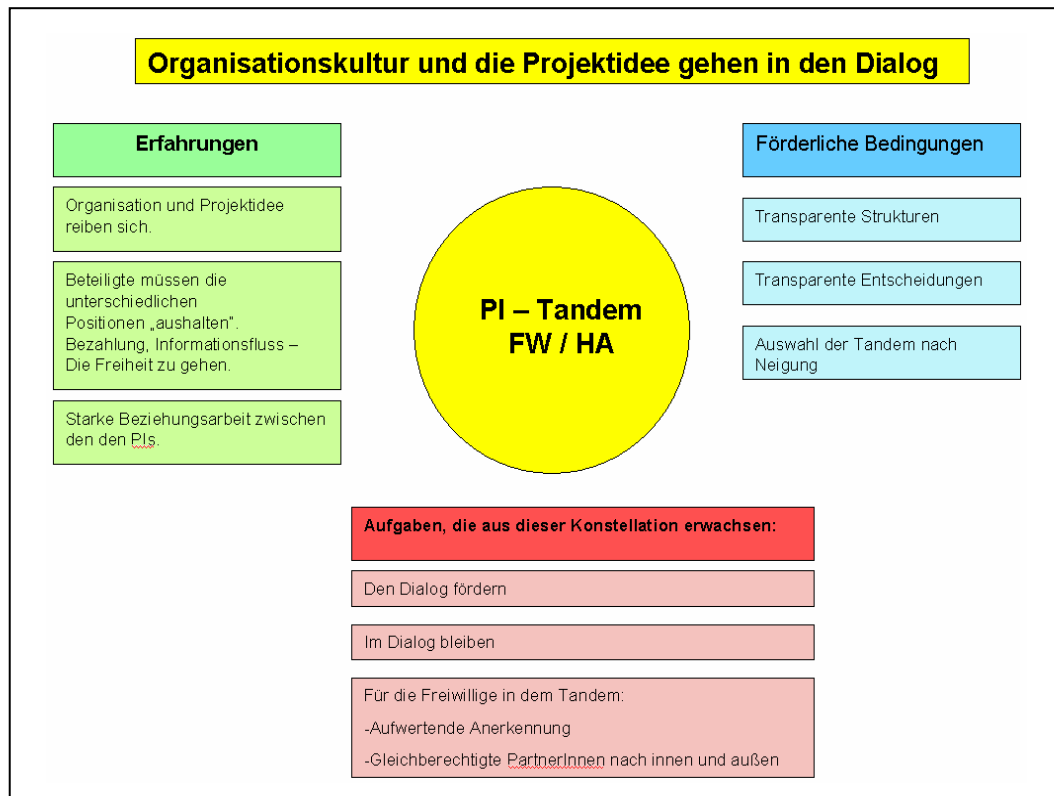 Organisationskultur und die Projektidee gehen in den Dialog
Erfahrungen
Organisation und Projektidee
reiben sich.
Beteiligte müssen die
unterschiedlichen
Positionen „aushalten“.
Bezahlung, Informationsfluss –
Die Freiheit zu gehen.
Starke Beziehungsarbeit zwischen
den den PIs.
PI – Tandem
FW / HA
Förderliche Bedingungen
Transparente Strukturen
Transparente Entscheidungen
Auswahl der Tandem nach
Neigung
Aufgaben, die aus dieser Konstellation erwachsen:
Den Dialog fördern
Im Dialog bleiben
Für die Freiwillige in dem Tandem:
-Aufwertende Anerkennung
-Gleichberechtigte PartnerInnen nach innen und außen